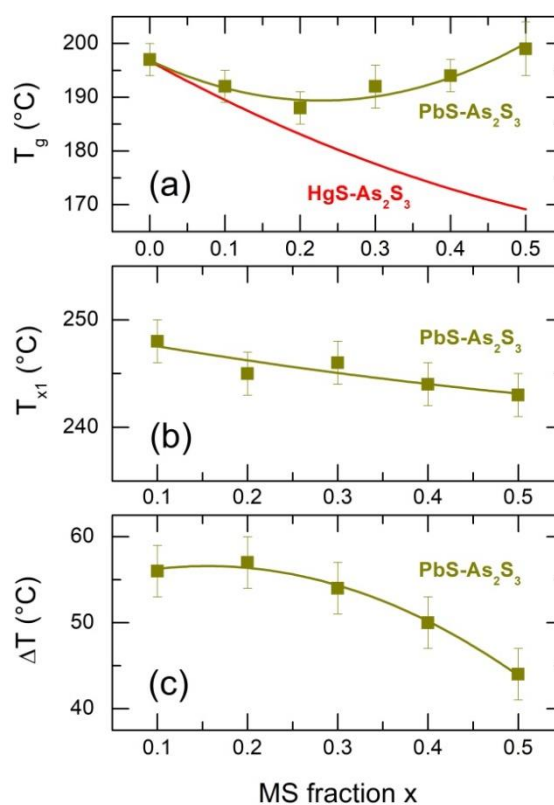 200
190
180
170
T_g (°C)
PbS-As₂S₃
HgS-As₂S₃
(a)
0.0 0.1 0.2 0.3 0.4 0.5
250
240
T_x1 (°C)
PbS-As₂S₃
(b)
0.1 0.2 0.3 0.4 0.5
60
50
40
ΔT (°C)
PbS-As₂S₃
(c)
0.1 0.2 0.3 0.4 0.5
MS fraction x